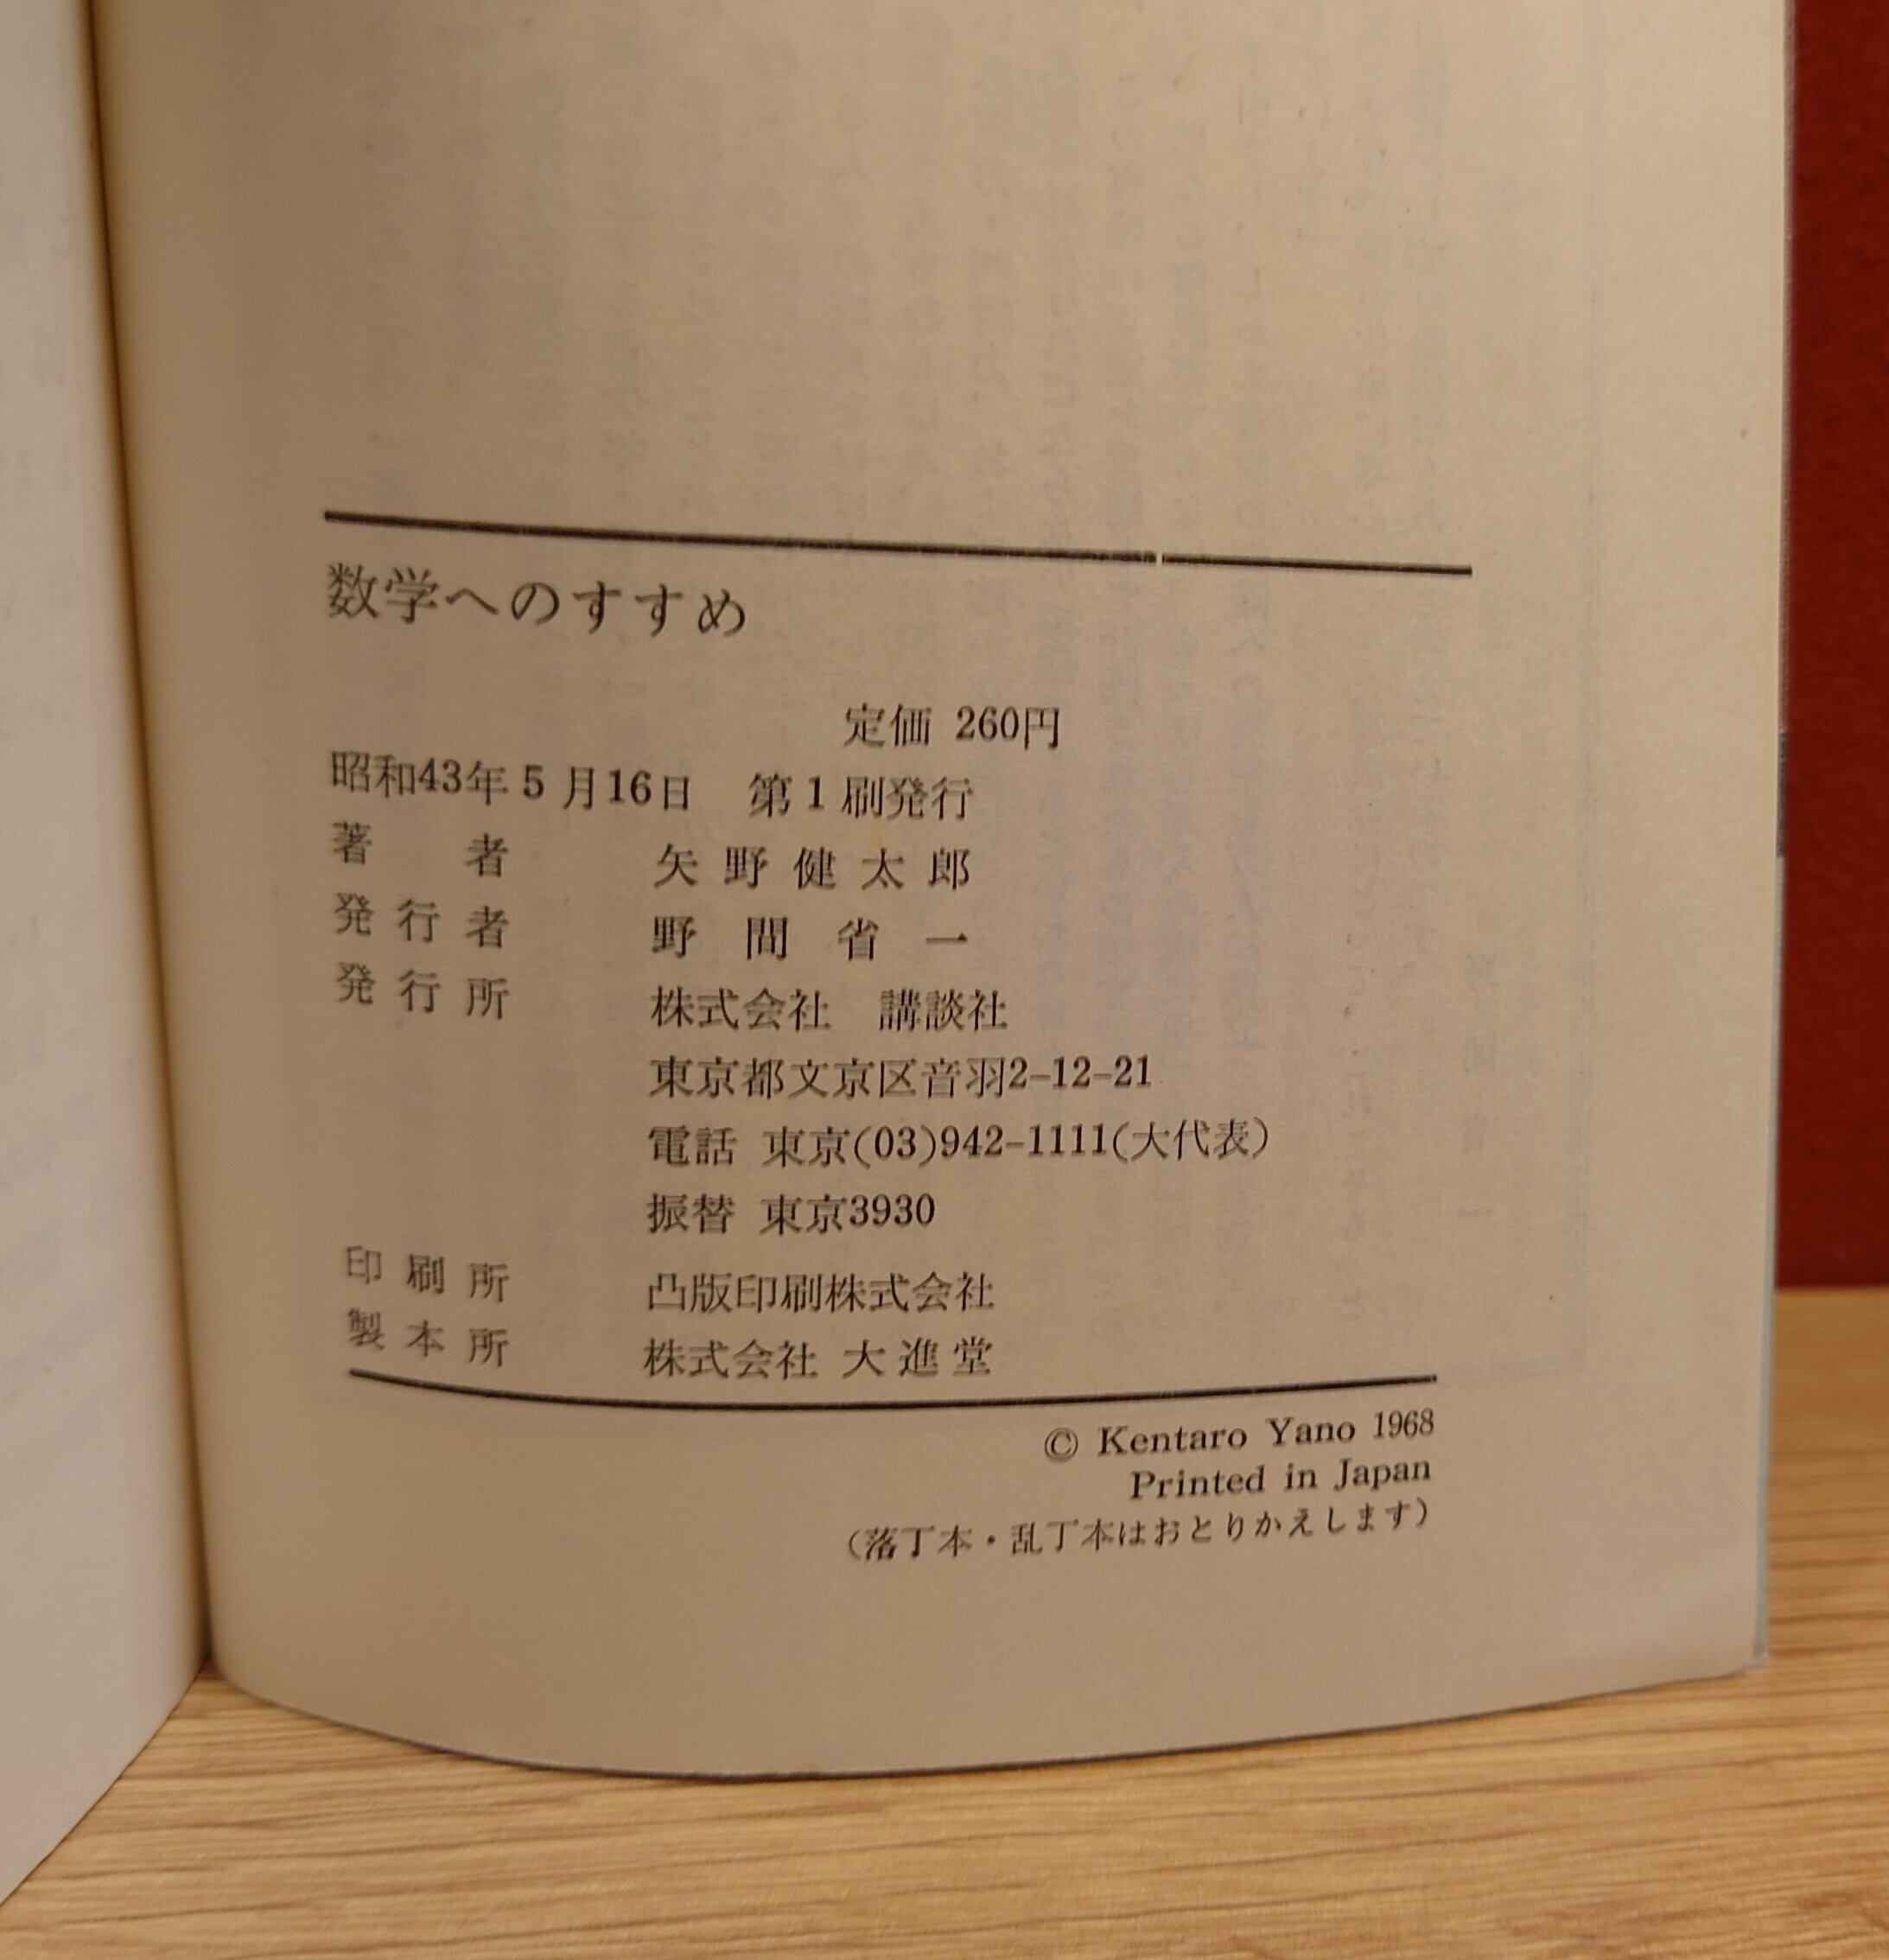 数学へのすすめ
定価 260円
昭和43年5月16日 第1刷発行
著者 矢野健太郎
発行者 野間省一
発行所 株式会社 講談社
東京都文京区音羽2-12-21
電話 東京(03)942-1111(大代表)
振替 東京3930
印刷所 凸版印刷株式会社
製本所 株式会社 大進堂
© Kentaro Yano 1968
Printed in Japan
(落丁本・乱丁本はおとりかえします)